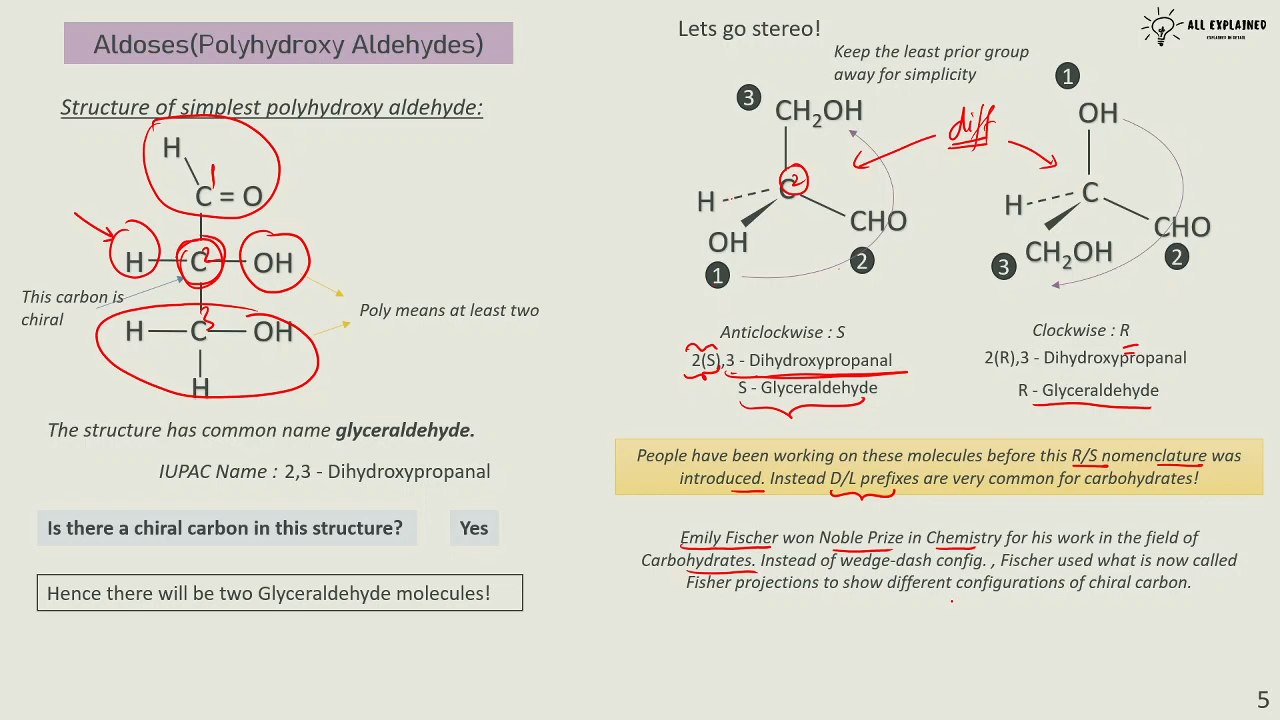 Aldoses(Polyhydroxy Aldehydes)
Structure of simplest polyhydroxy aldehyde:
H
1
C = O
H
C
2
OH
This carbon is
chiral
Poly means at least two
H
C
3
OH
H
The structure has common name glyceraldehyde.
IUPAC Name : 2,3 - Dihydroxypropanal
Is there a chiral carbon in this structure?
Yes
Hence there will be two Glyceraldehyde molecules!
Lets go stereo!
ALL EXPLAINED
EXPLAINED IN DETAIL
Keep the least prior group
away for simplicity
diff
3
CH2OH
C
2
H
OH
CHO
1
2
1
OH
H
C
CHO
CH2OH
3
2
Anticlockwise : S
2(S),3 - Dihydroxypropanal
S - Glyceraldehyde
Clockwise : R
2(R),3 - Dihydroxypropanal
R - Glyceraldehyde
People have been working on these molecules before this R/S nomenclature was
introduced. Instead D/L prefixes are very common for carbohydrates!
Emily Fischer won Noble Prize in Chemistry for his work in the field of
Carbohydrates. Instead of wedge-dash config. , Fischer used what is now called
Fisher projections to show different configurations of chiral carbon.
5